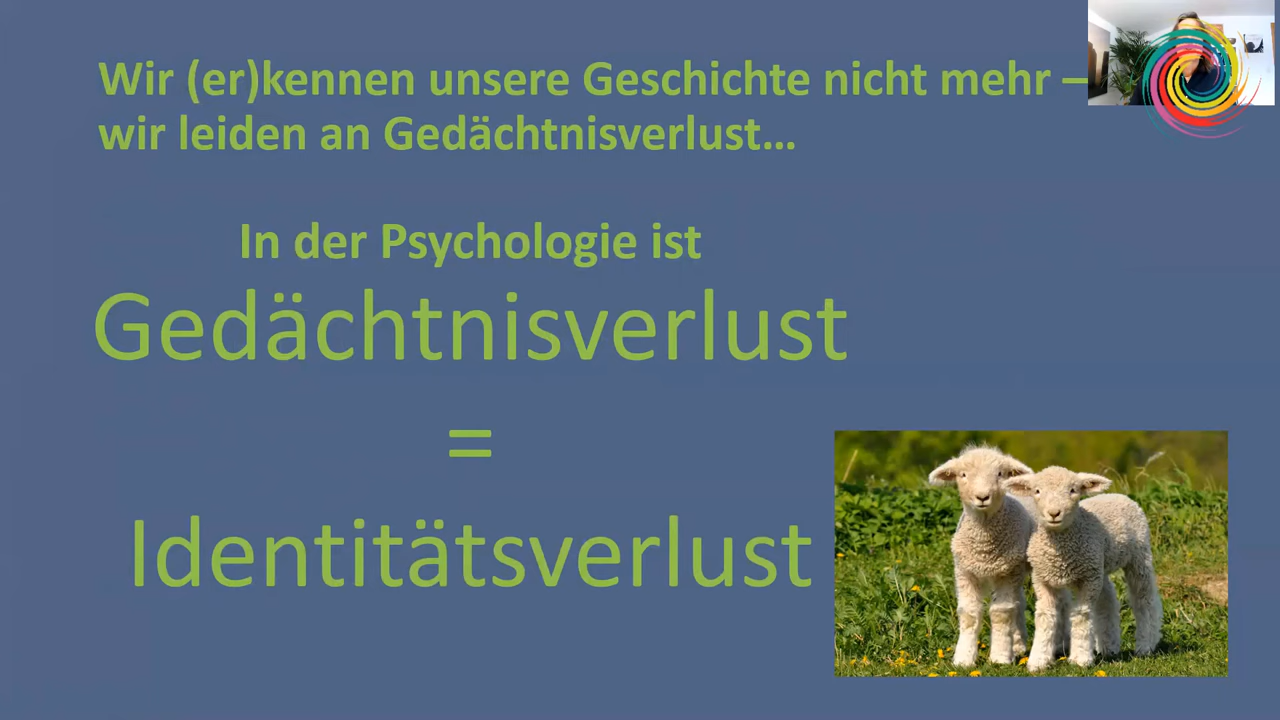 Wir (er)kennen unsere Geschichte nicht mehr –
wir leiden an Gedächtnisverlust…
In der Psychologie ist
Gedächtnisverlust
=
Identitätsverlust